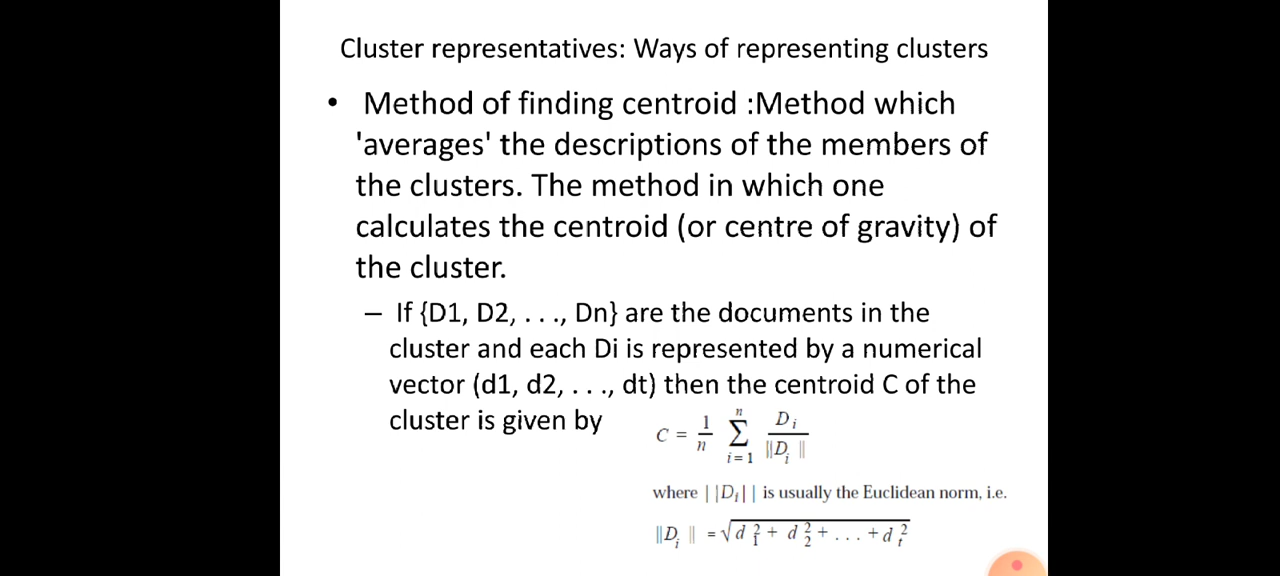 Cluster representatives: Ways of representing clusters
• Method of finding centroid :Method which
'averages' the descriptions of the members of
the clusters. The method in which one
calculates the centroid (or centre of gravity) of
the cluster.
– If {D1, D2, . . ., Dn} are the documents in the
cluster and each Di is represented by a numerical
vector (d1, d2, . . ., dt) then the centroid C of the
cluster is given by
C = 1/n ∑_{i=1}^{n} D_i / ||D_i||
where ||D_i|| is usually the Euclidean norm, i.e.
||D_i|| = √(d_1^2 + d_2^2 + . . . + d_t^2)